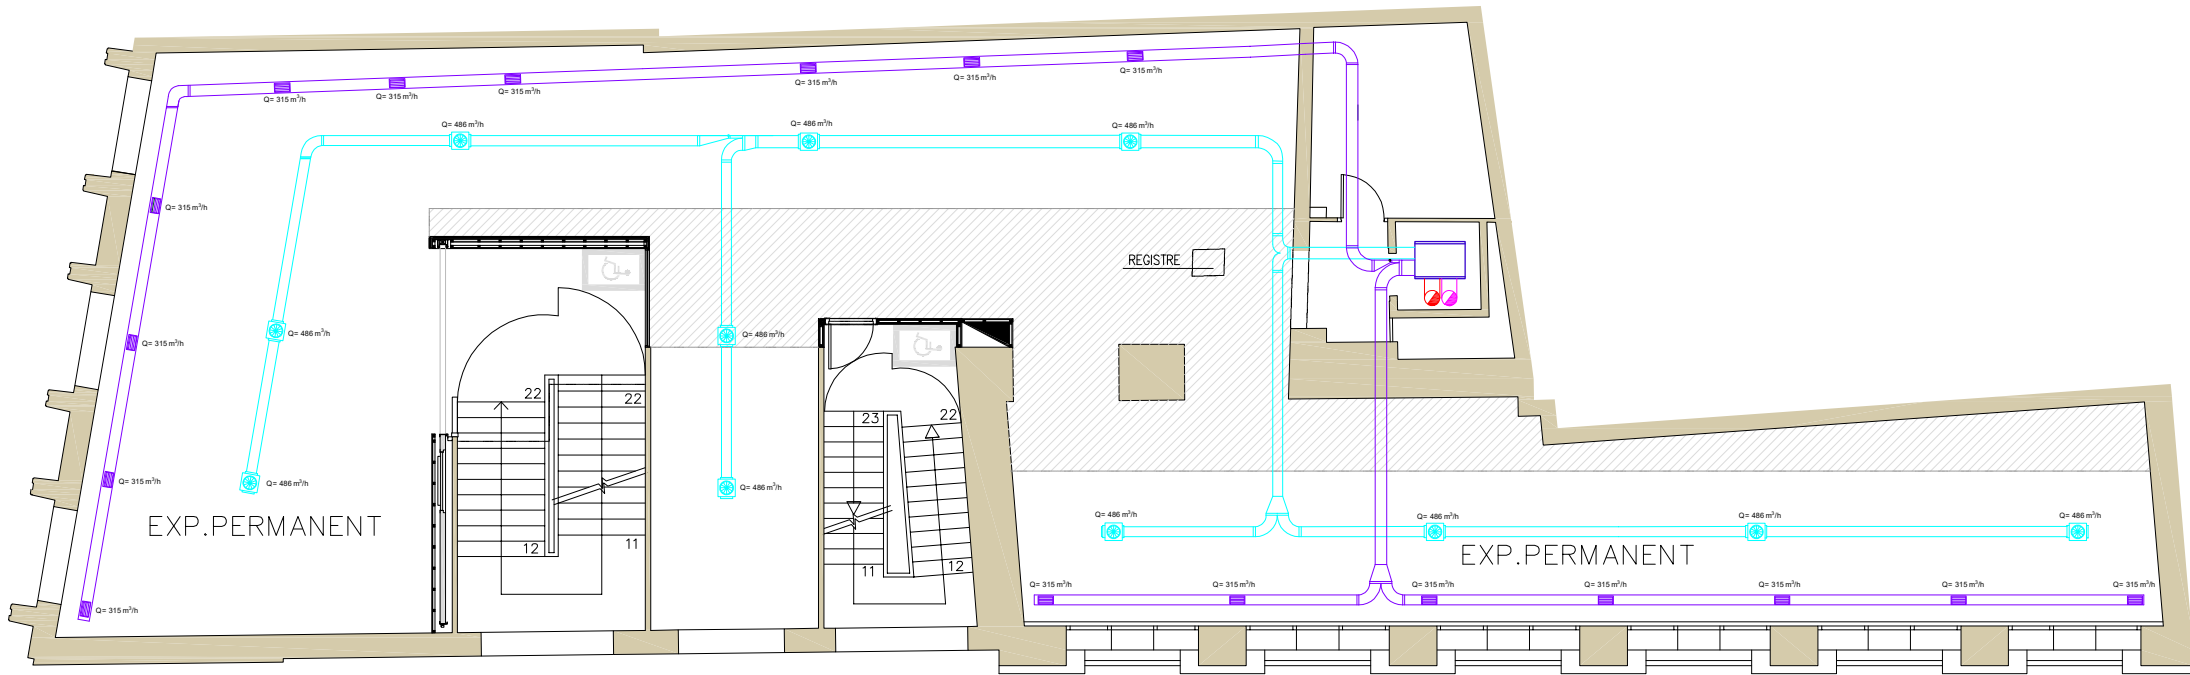 Q= 315 m³/h
Q= 315 m³/h
Q= 315 m³/h
Q= 315 m³/h
Q= 315 m³/h
Q= 315 m³/h
Q= 486 m³/h
Q= 486 m³/h
Q= 486 m³/h
Q= 315 m³/h
REGISTRE
Q= 486 m³/h
Q= 486 m³/h
Q= 315 m³/h
22
22
23
22
Q= 315 m³/h
Q= 486 m³/h
Q= 486 m³/h
EXP.PERMANENT
Q= 486 m³/h
Q= 486 m³/h
Q= 486 m³/h
Q= 486 m³/h
12
11
EXP.PERMANENT
11
12
Q= 315 m³/h
Q= 315 m³/h
Q= 315 m³/h
Q= 315 m³/h
Q= 315 m³/h
Q= 315 m³/h
Q= 315 m³/h
Q= 315 m³/h